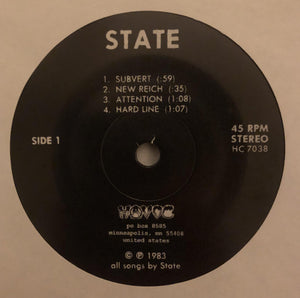 STATE
1. SUBVERT (:59)
2. NEW REICH (:35)
3. ATTENTION (1:08)
4. HARD LINE (1:07)
SIDE 1
45 RPM
STEREO
HC 7038
HAVOC
po box 8585
minneapolis, mn 55408
united states
© ℗ 1983
all songs by State